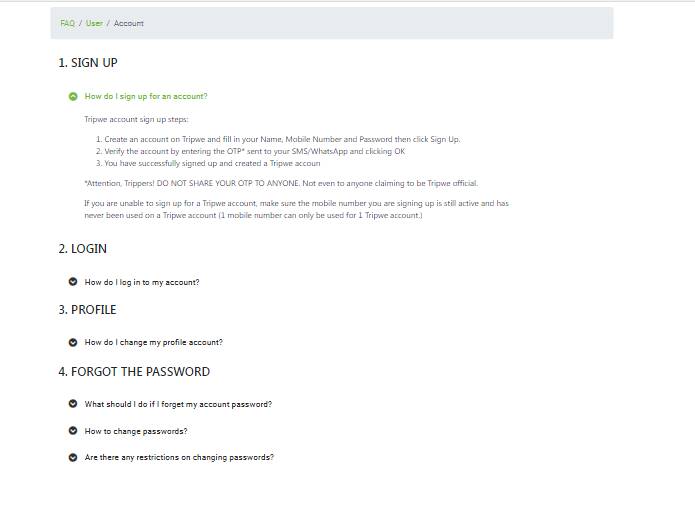 FAQ / User / Account
1. SIGN UP
How do I sign up for an account?
Tripwe account sign up steps:
1. Create an account on Tripwe and fill in your Name, Mobile Number and Password then click Sign Up.
2. Verify the account by entering the OTP* sent to your SMS/WhatsApp and clicking OK
3. You have successfully signed up and created a Tripwe accoun
*Attention, Trippers! DO NOT SHARE YOUR OTP TO ANYONE. Not even to anyone claiming to be Tripwe official.
If you are unable to sign up for a Tripwe account, make sure the mobile number you are signing up is still active and has
never been used on a Tripwe account (1 mobile number can only be used for 1 Tripwe account.)
2. LOGIN
How do I log in to my account?
3. PROFILE
How do I change my profile account?
4. FORGOT THE PASSWORD
What should I do if I forget my account password?
How to change passwords?
Are there any restrictions on changing passwords?